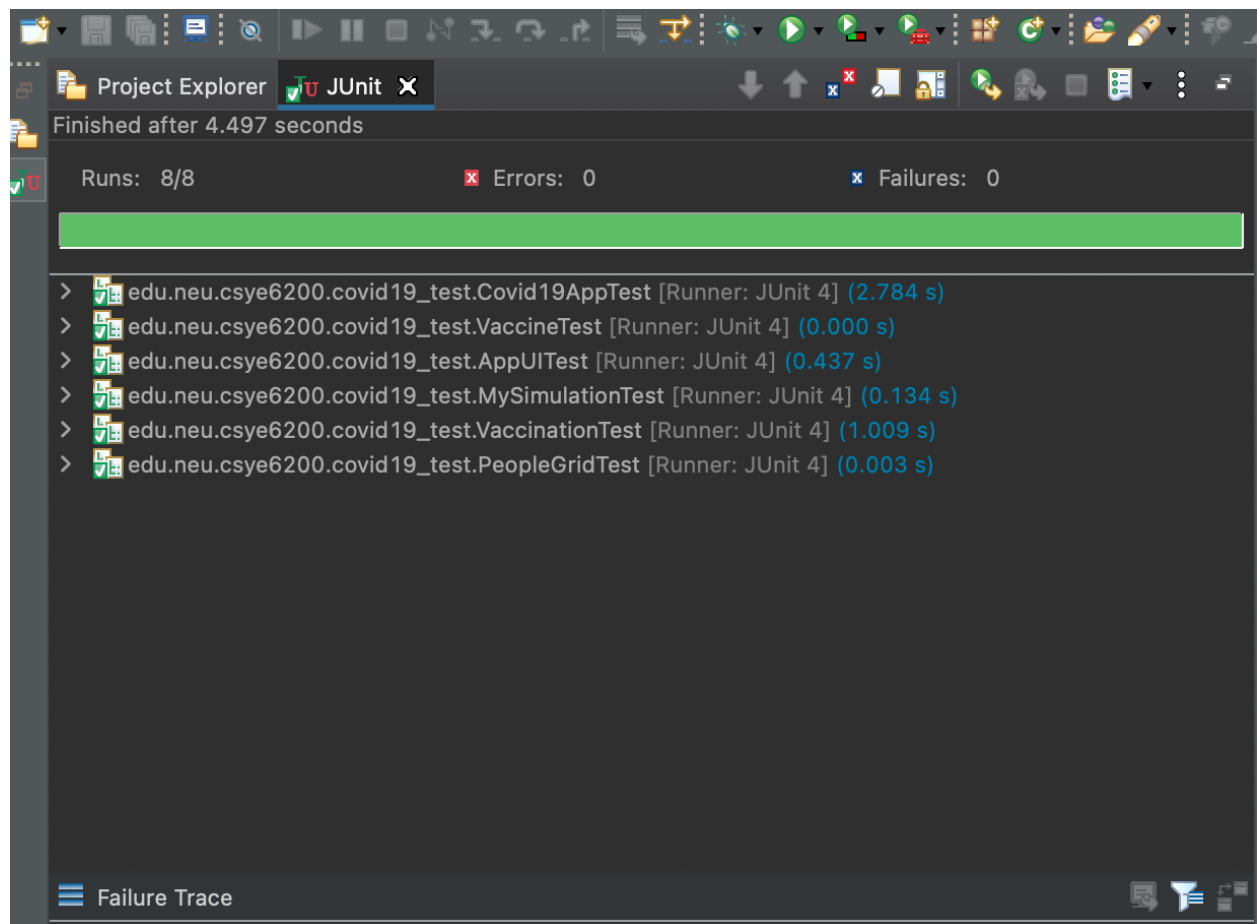 Project Explorer JUnit
Finished after 4.497 seconds
Runs: 8/8 Errors: 0 Failures: 0
edu.neu.csye6200.covid19_test.Covid19AppTest [Runner: JUnit 4] (2.784 s)
edu.neu.csye6200.covid19_test.VaccineTest [Runner: JUnit 4] (0.000 s)
edu.neu.csye6200.covid19_test.AppUITest [Runner: JUnit 4] (0.437 s)
edu.neu.csye6200.covid19_test.MySimulationTest [Runner: JUnit 4] (0.134 s)
edu.neu.csye6200.covid19_test.VaccinationTest [Runner: JUnit 4] (1.009 s)
edu.neu.csye6200.covid19_test.PeopleGridTest [Runner: JUnit 4] (0.003 s)
Failure Trace